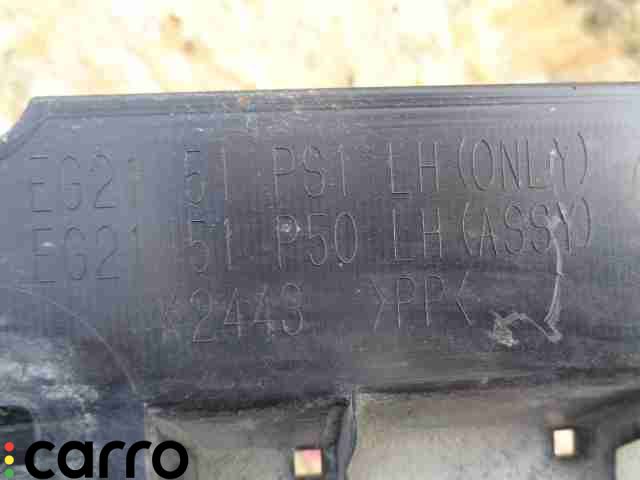 EG21 51 PS1 LH (ONLY)
EG21 51 P50 LH (ASSY)
K2443 >PP<
carro